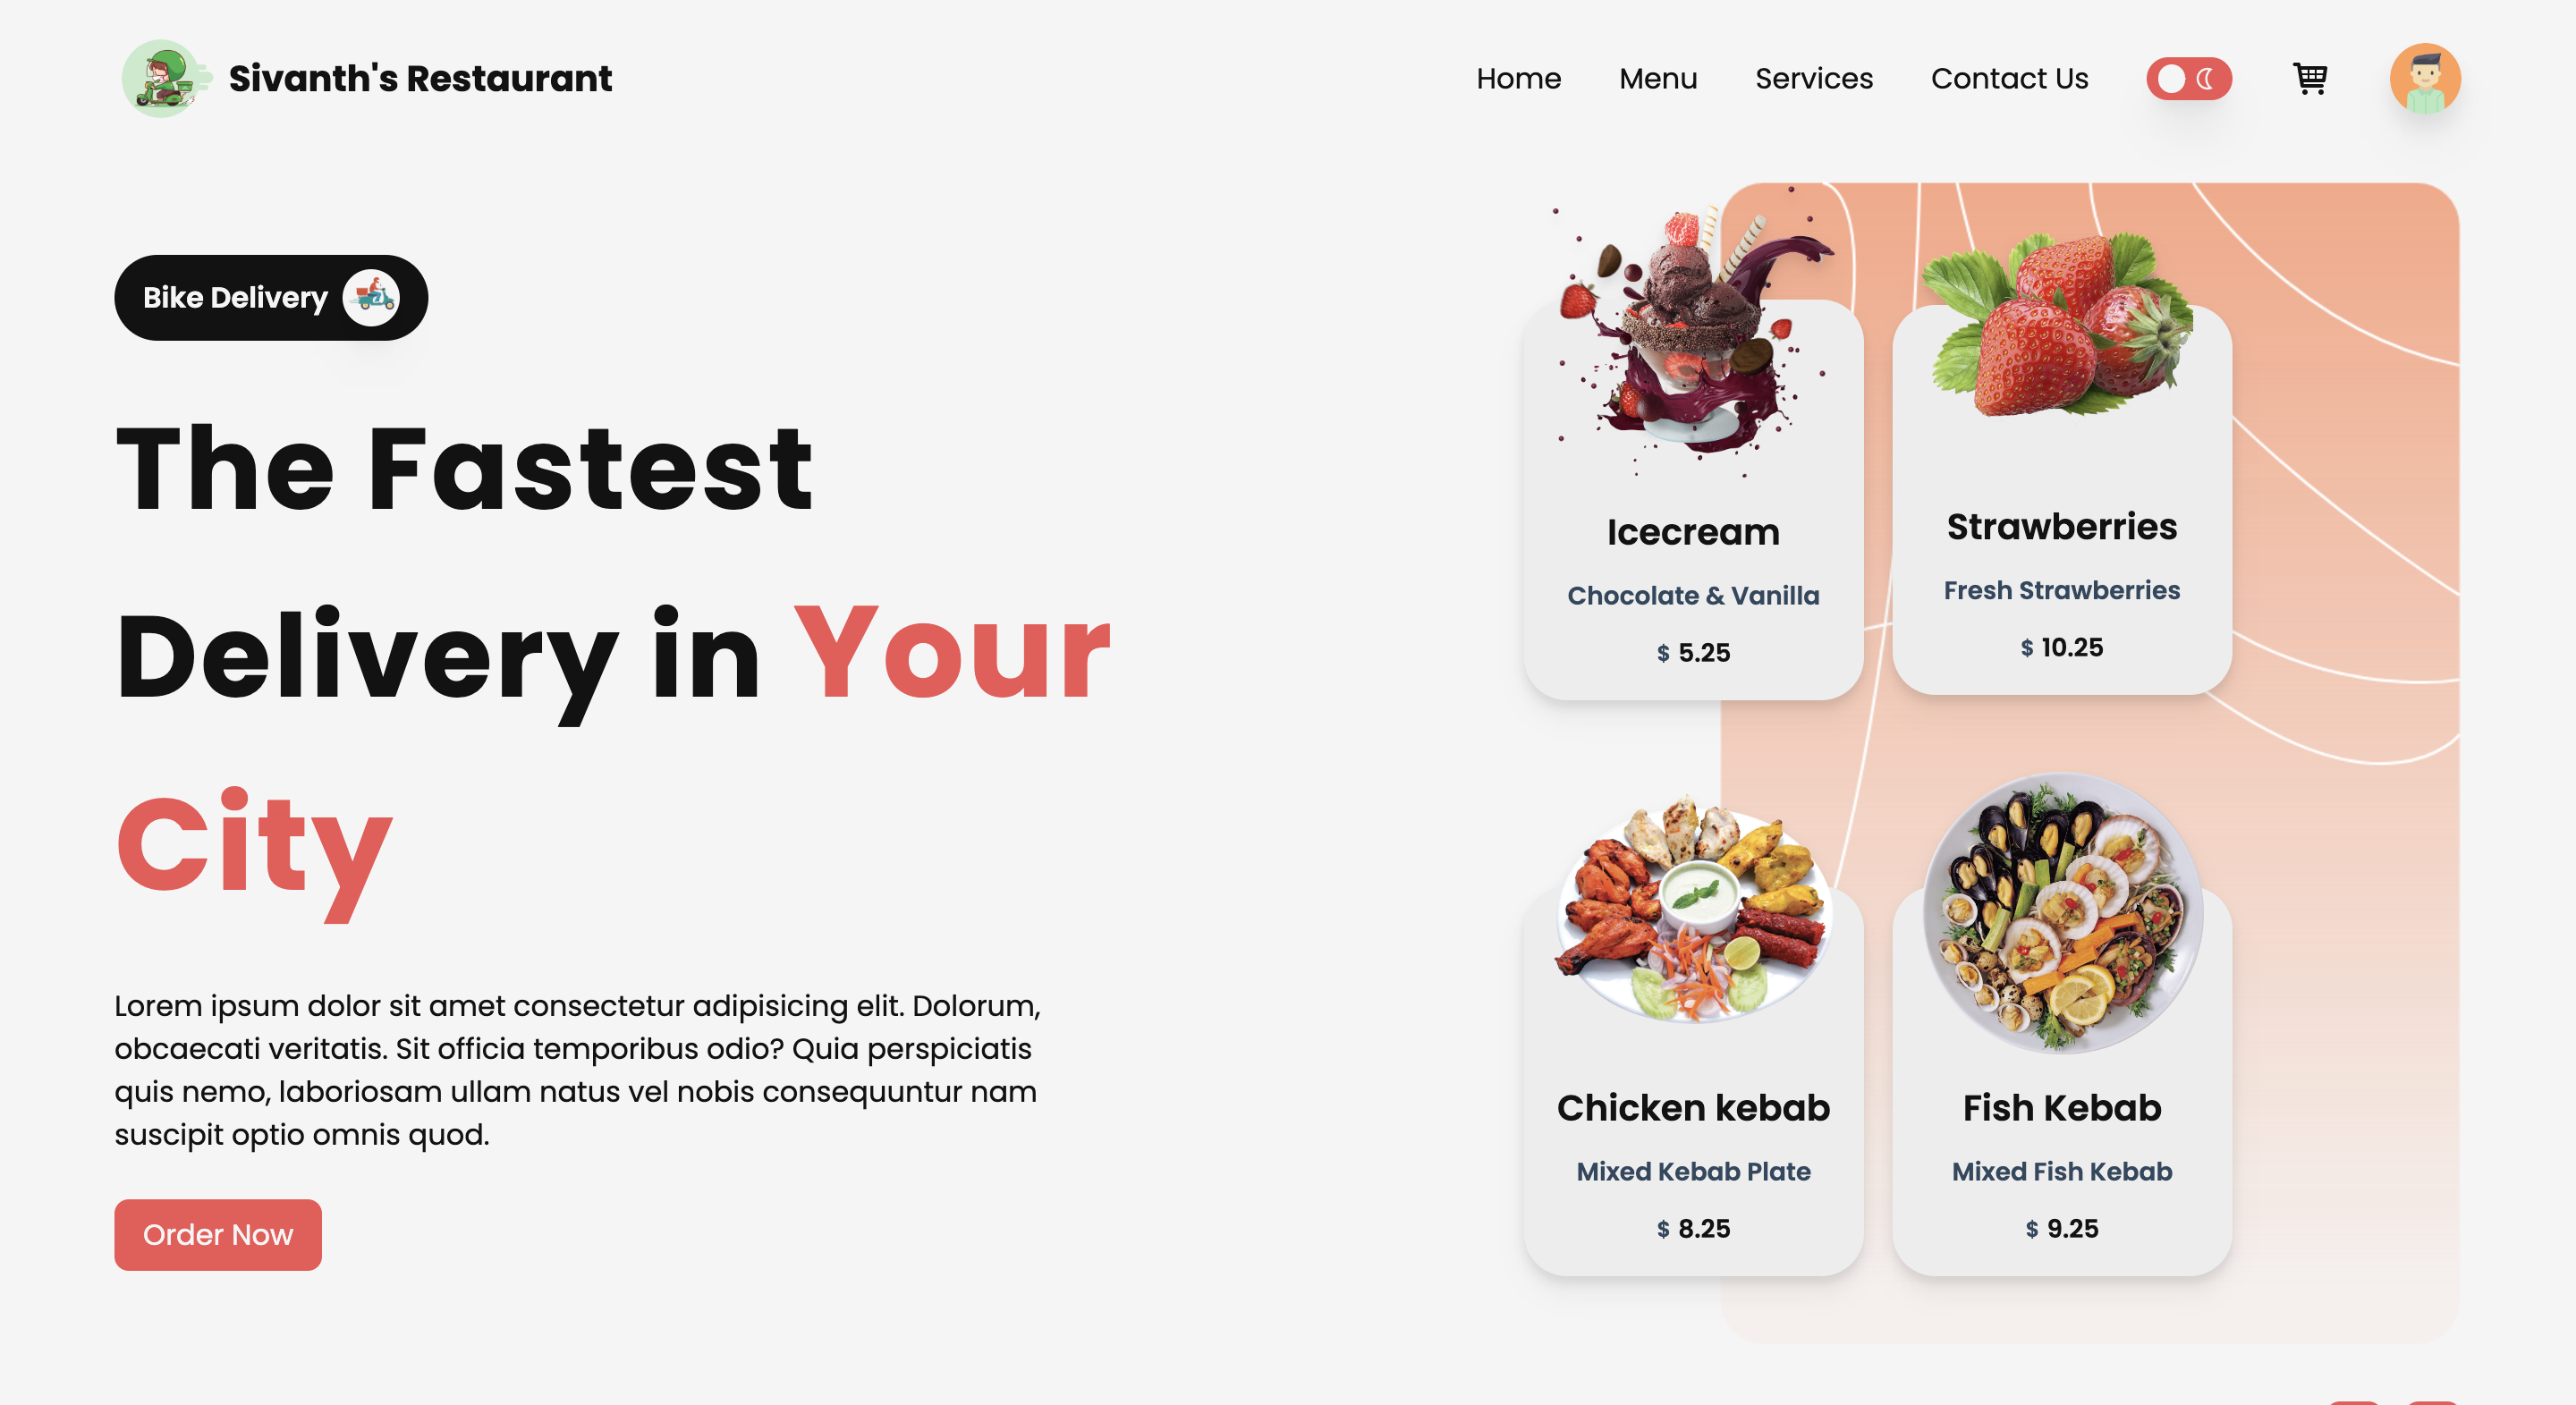 Sivanth's Restaurant
Home
Menu
Services
Contact Us
Bike Delivery
The Fastest
Delivery in Your
City
Lorem ipsum dolor sit amet consectetur adipisicing elit. Dolorum,
obcaecati veritatis. Sit officia temporibus odio? Quia perspiciatis
quis nemo, laboriosam ullam natus vel nobis consequuntur nam
suscipit optio omnis quod.
Order Now
Icecream
Chocolate & Vanilla
$ 5.25
Strawberries
Fresh Strawberries
$ 10.25
Chicken kebab
Mixed Kebab Plate
$ 8.25
Fish Kebab
Mixed Fish Kebab
$ 9.25